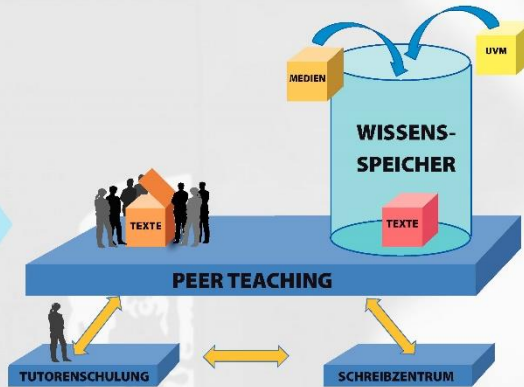 MEDIEN
UVM
WISSENS-
SPEICHER
TEXTE
TEXTE
PEER TEACHING
TUTORENSCHULUNG
SCHREIBZENTRUM